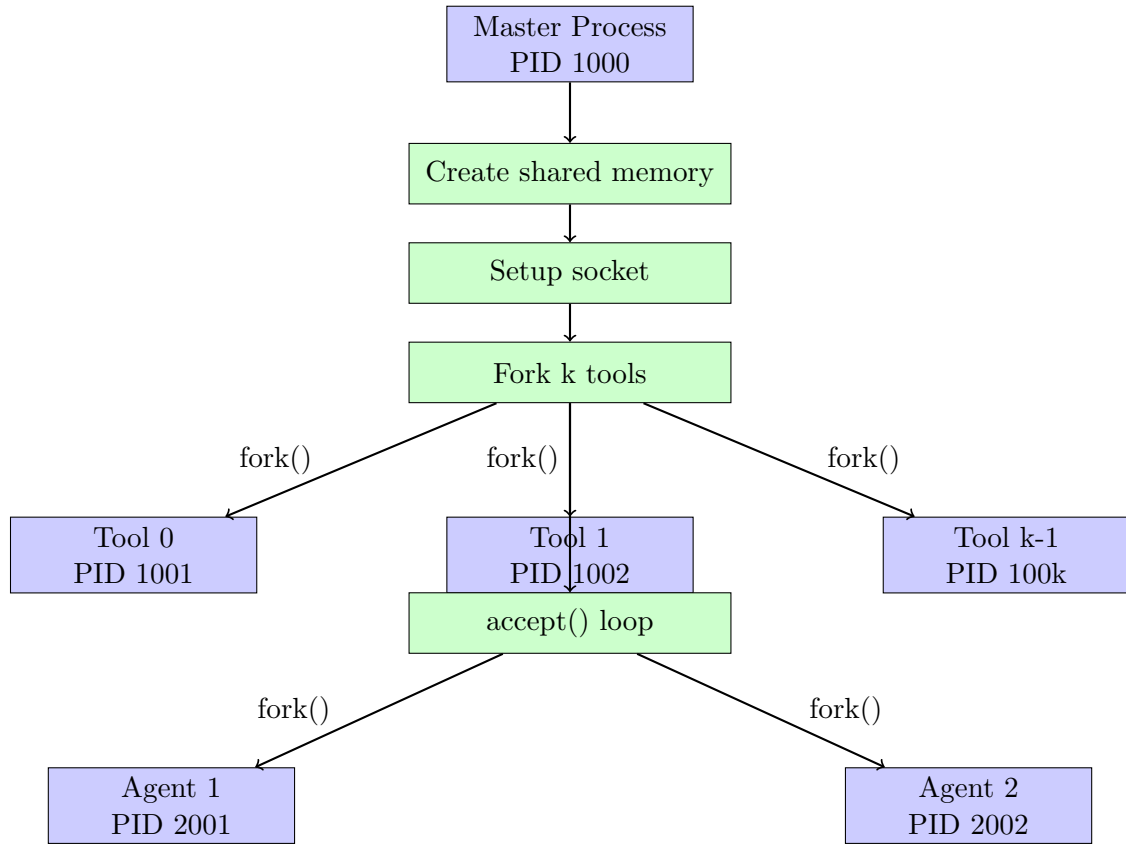 Master Process
PID 1000
Create shared memory
Setup socket
Fork k tools
fork()
fork()
fork()
Tool 0
PID 1001
Tool 1
PID 1002
Tool k-1
PID 100k
accept() loop
fork()
fork()
Agent 1
PID 2001
Agent 2
PID 2002